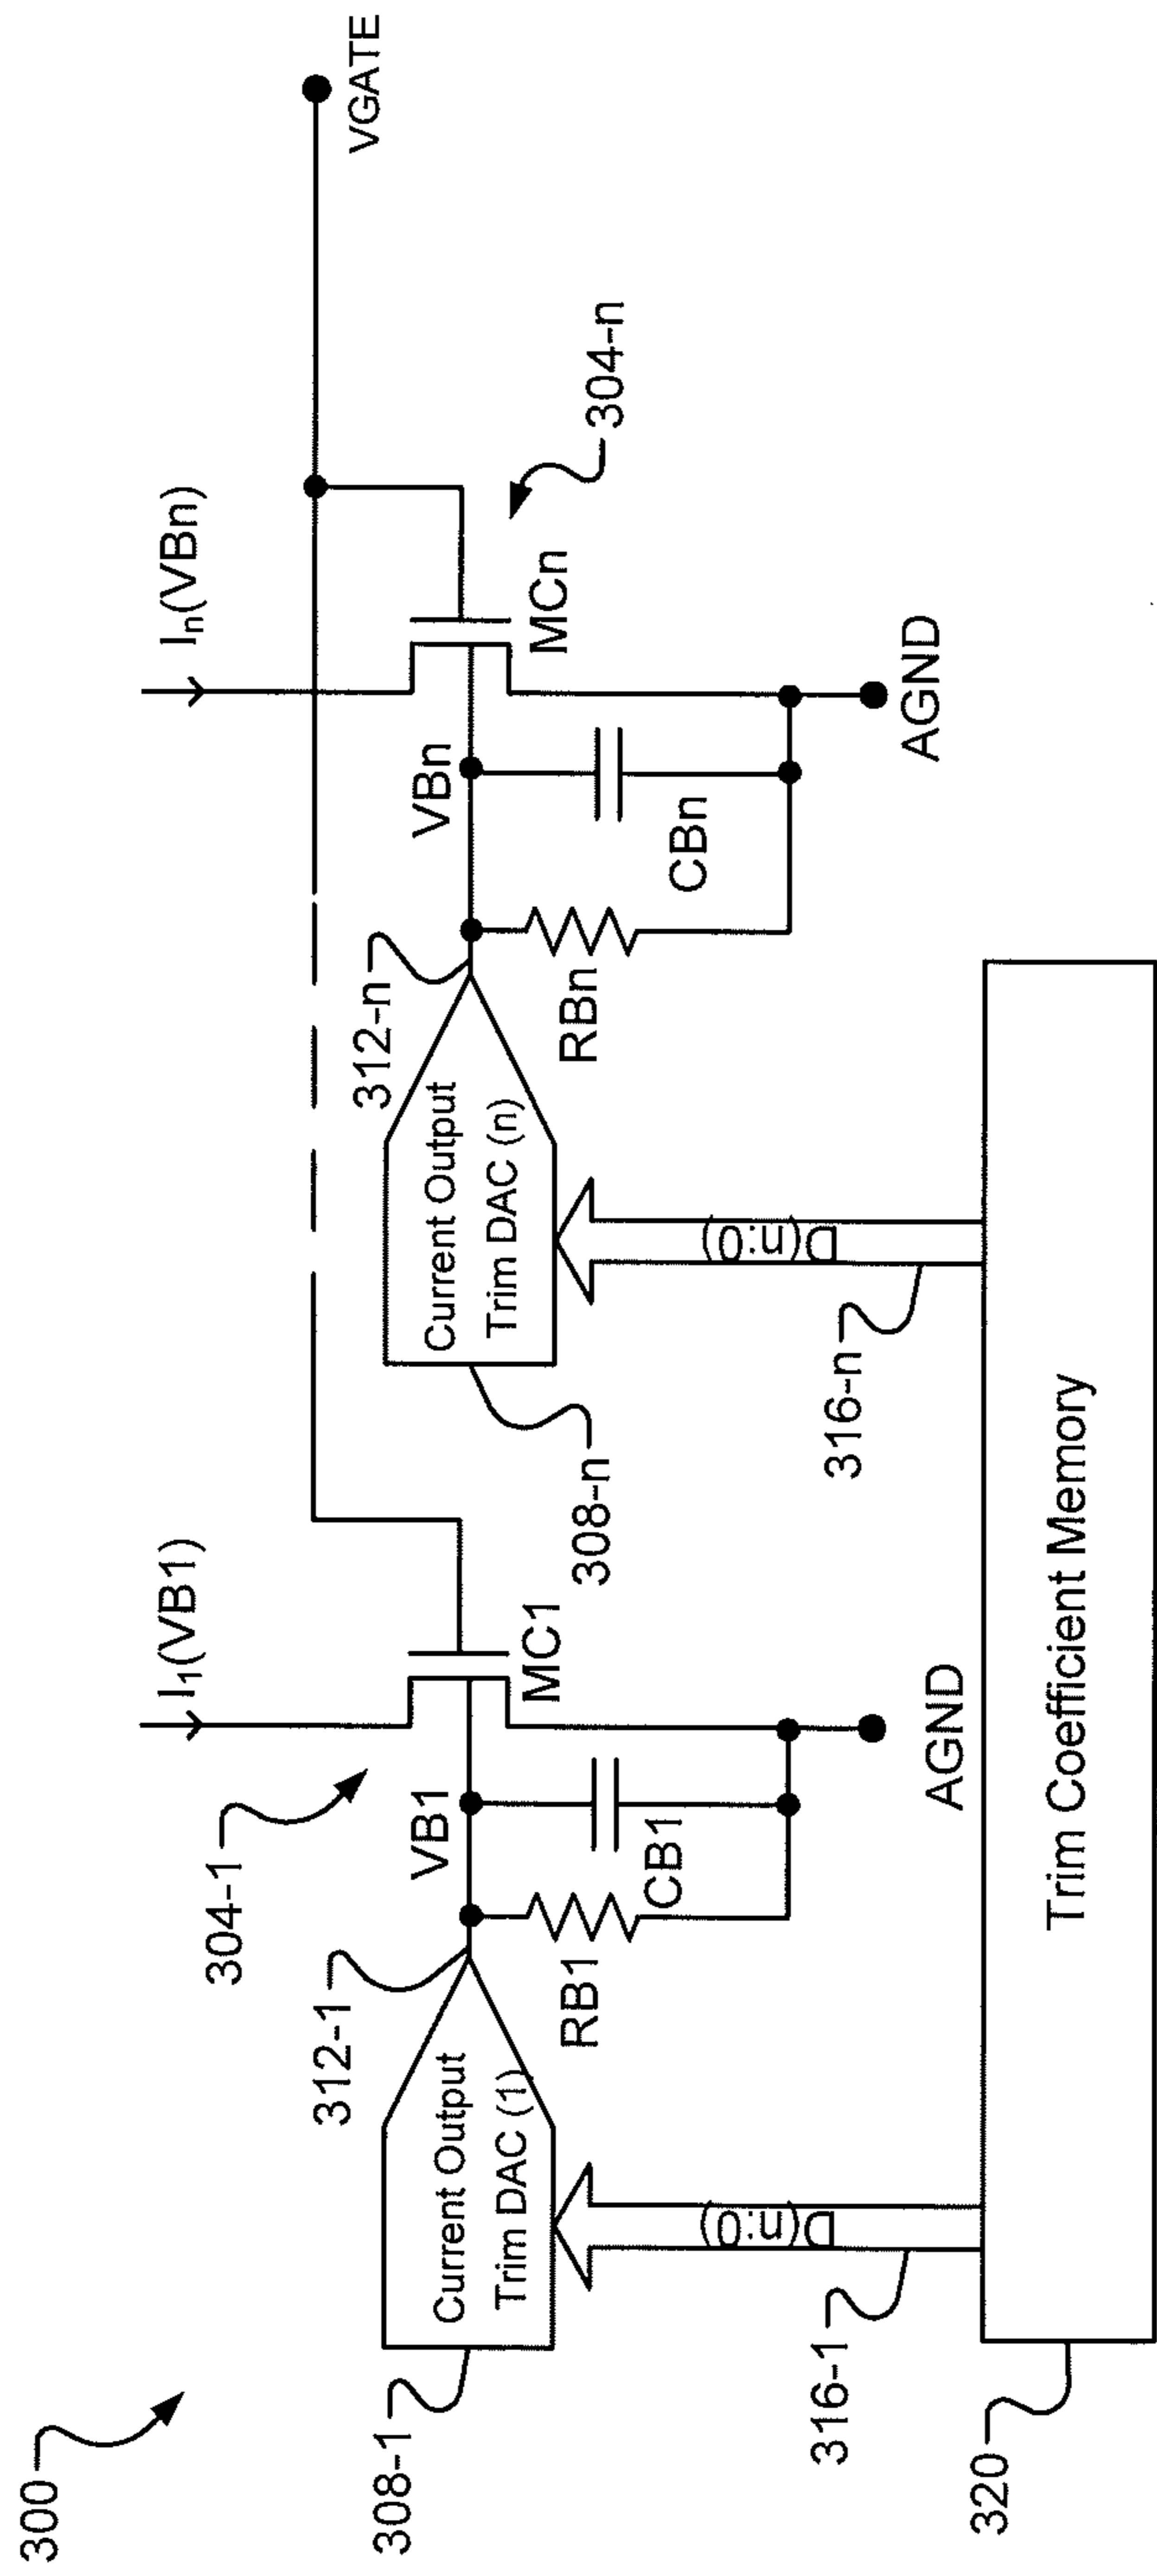 300
I₁(VB1)
Iₙ(VBn)
VGATE
304-1
304-n
312-1
VB1
MC1
312-n
VBn
MCn
308-1
Current Output
Trim DAC (1)
RB1
CB1
308-n
Current Output
Trim DAC (n)
RBn
CBn
D(n:0)
D(n:0)
316-1
AGND
316-n
AGND
320
Trim Coefficient Memory